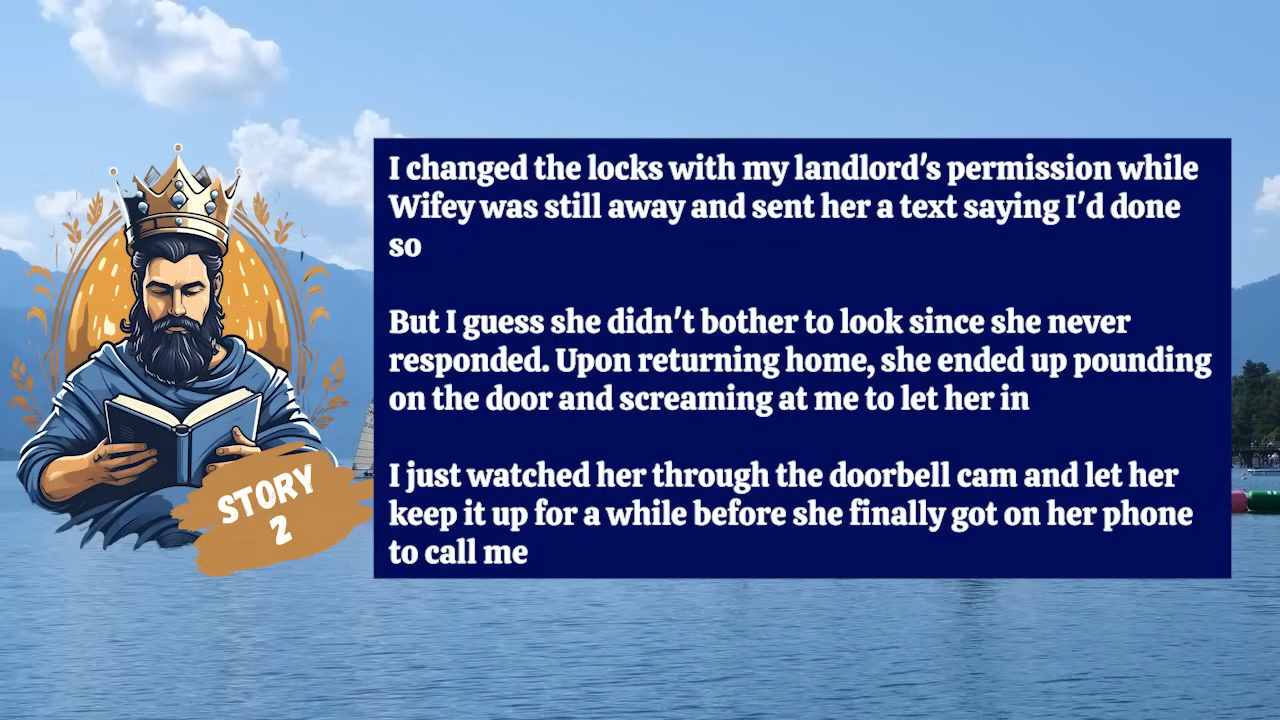 I changed the locks with my landlord's permission while
Wifey was still away and sent her a text saying I'd done
so
But I guess she didn't bother to look since she never
responded. Upon returning home, she ended up pounding
on the door and screaming at me to let her in
I just watched her through the doorbell cam and let her
keep it up for a while before she finally got on her phone
to call me
STORY
2